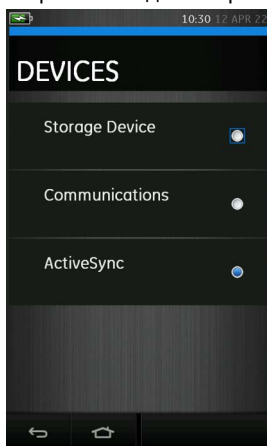 10:30 12 APR 22
DEVICES
Storage Device
Communications
ActiveSync